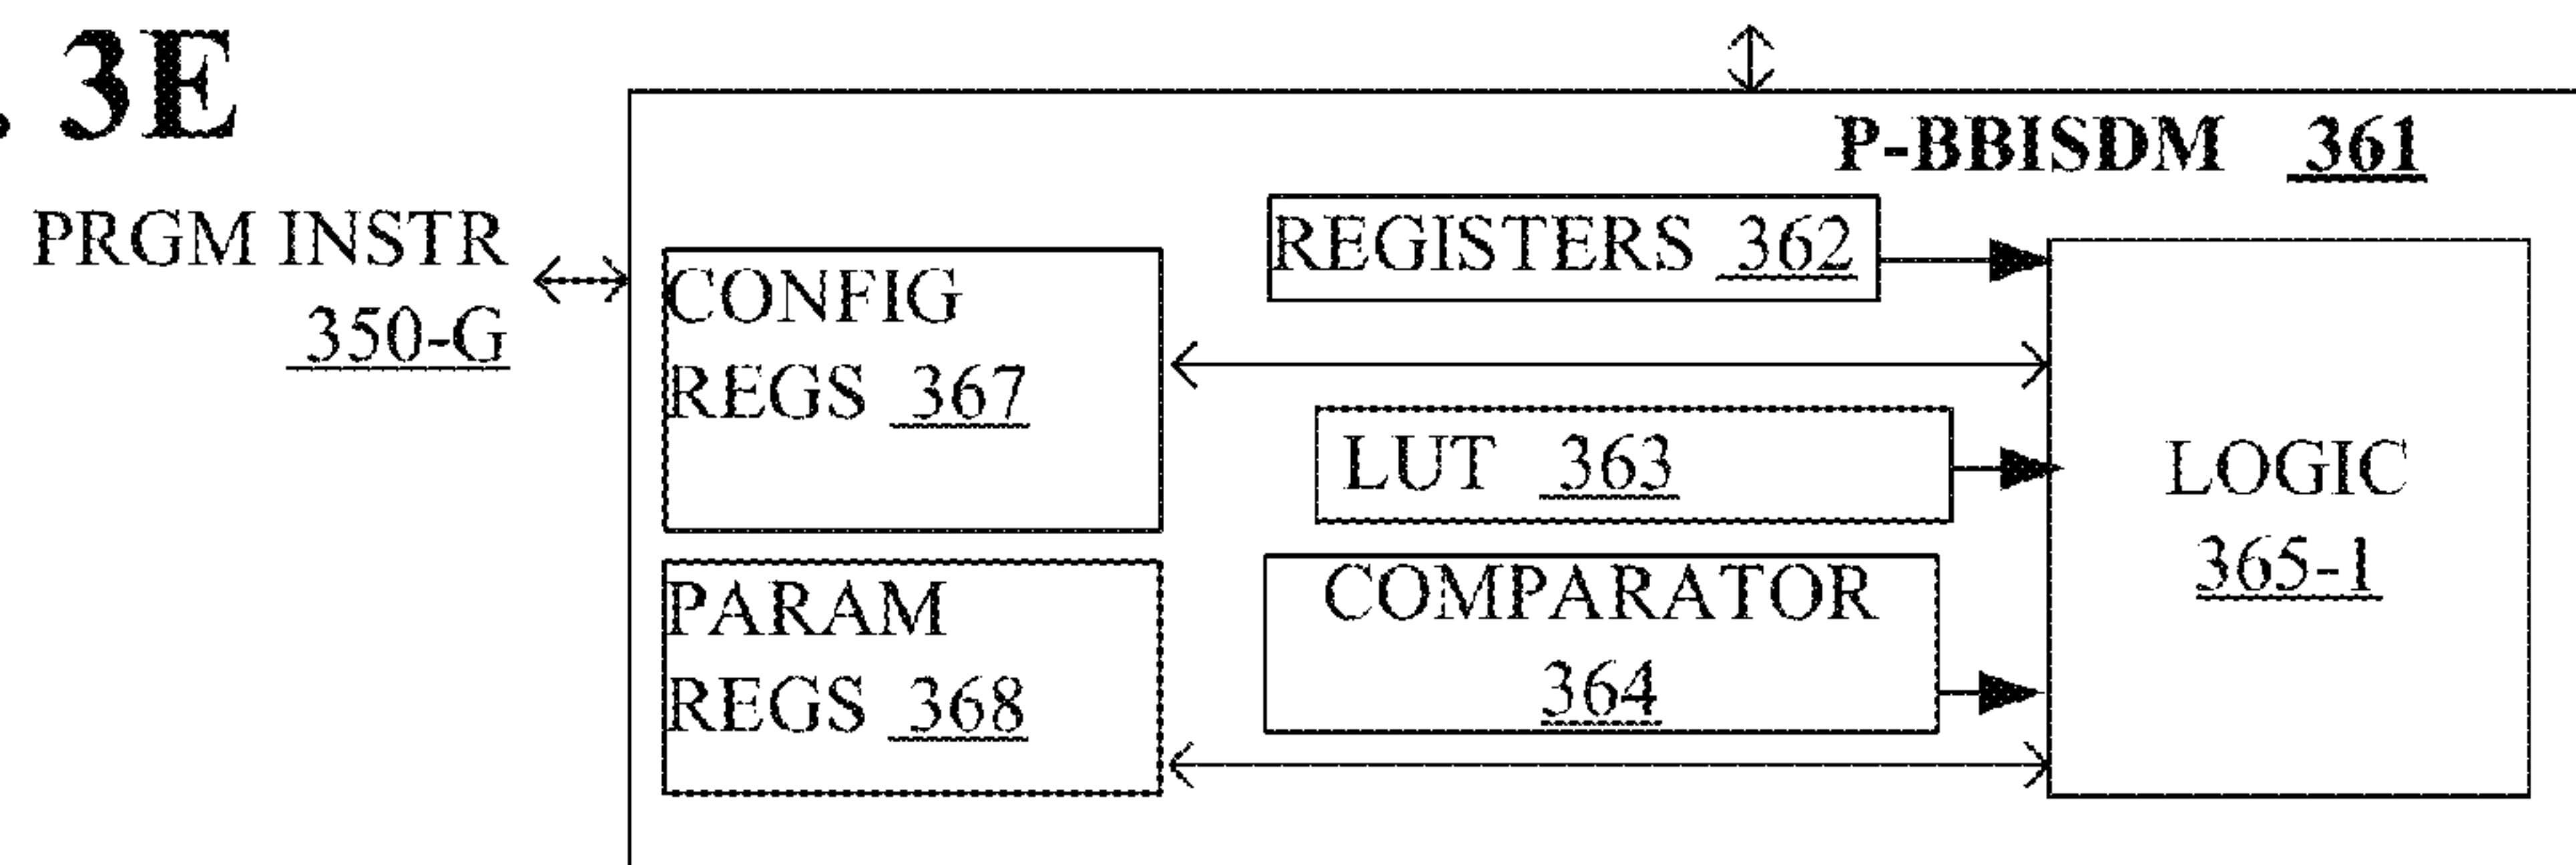 . 3E
P-BBISDM 361
PRGM INSTR
350-G
REGISTERS 362
CONFIG
REGS 367
LUT 363
LOGIC
365-1
COMPARATOR
364
PARAM
REGS 368